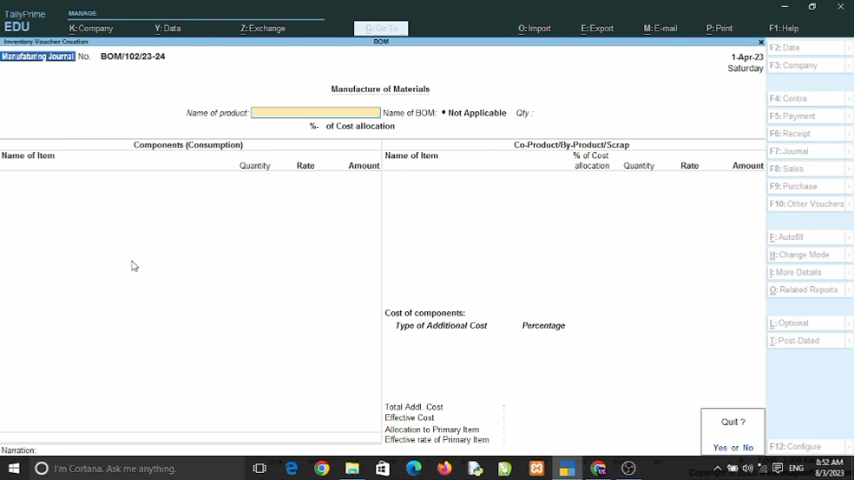 TallyPrime
EDU
MANAGE
K: Company
Y: Data
Z: Exchange
G: Go To
O: Import
E: Export
M: E-mail
P: Print
F1: Help
Inventory Voucher Creation
BOM
F2: Date
F3: Company
F4: Contra
F5: Payment
F6: Receipt
F7: Journal
F8: Sales
F9: Purchase
F10: Other Vouchers
F: Autofill
H: Change Mode
I: More Details
O: Related Reports
L: Optional
T: Post-Dated
F12: Configure
Manufaturing Journal No. BOM/102/23-24
1-Apr-23
Saturday
Manufacture of Materials
Name of product: Name of BOM: ♦ Not Applicable Qty :
%- of Cost allocation
Components (Consumption)
Name of Item
Quantity Rate Amount
Co-Product/By-Product/Scrap
Name of Item % of Cost
allocation Quantity Rate Amount
Cost of components:
Type of Additional Cost Percentage
Total Addl. Cost :
Effective Cost :
Allocation to Primary Item :
Effective rate of Primary Item :
Narration:
Quit ?
Yes or No
I'm Cortana. Ask me anything.
ENG
8:52 AM
8/3/2023